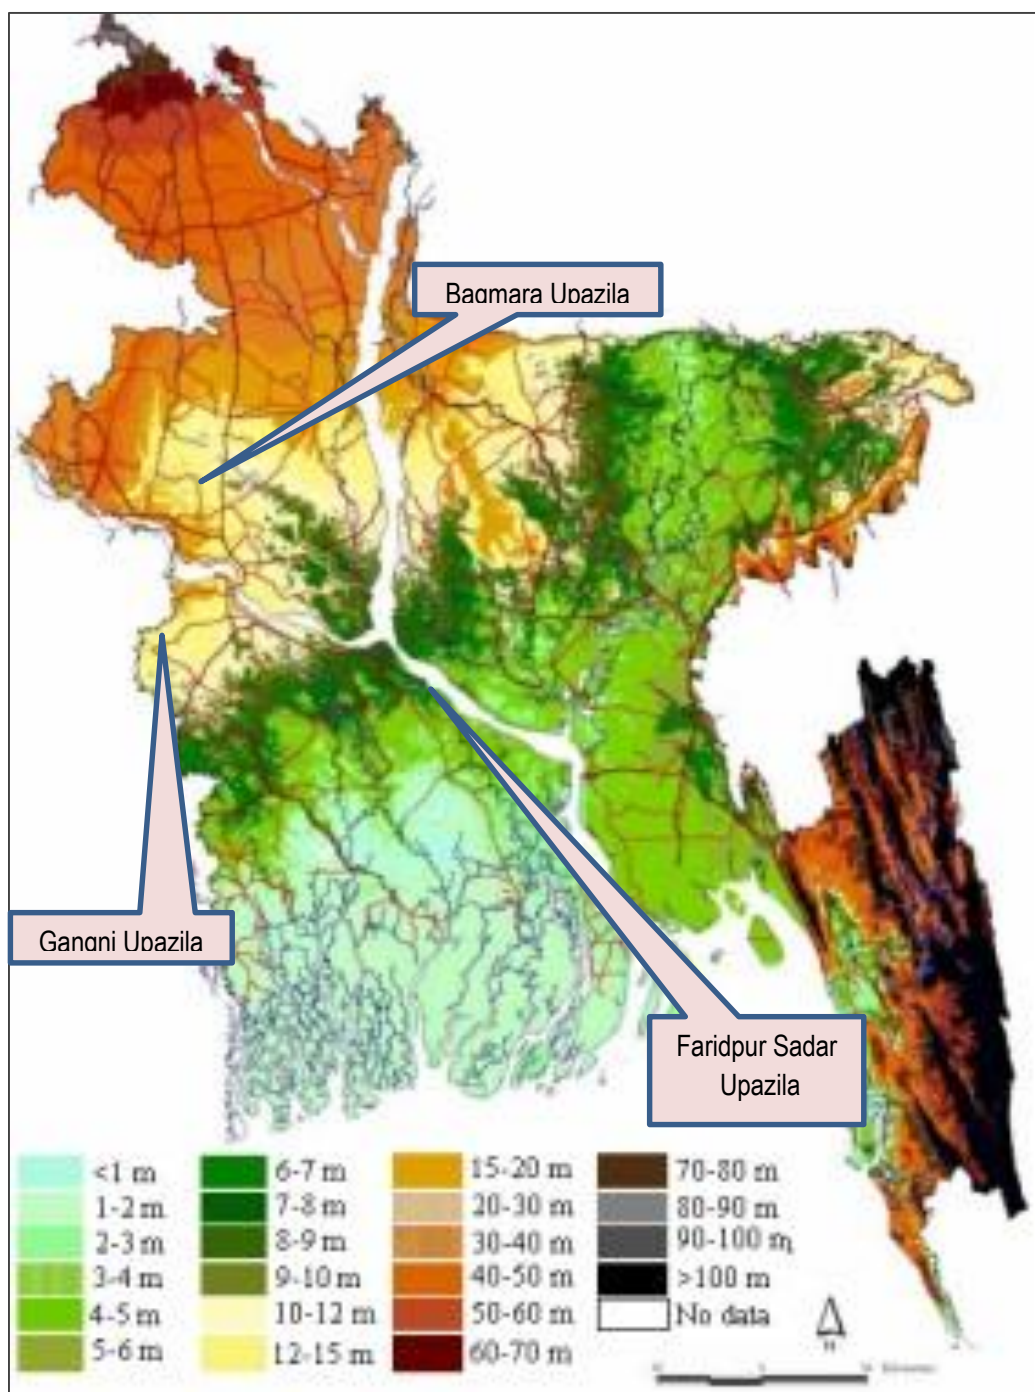 Bagmara Upazila
Gangni Upazila
Faridpur Sadar
Upazila
<1 m
1-2 m
2-3 m
3-4 m
4-5 m
5-6 m
6-7 m
7-8 m
8-9 m
9-10 m
10-12 m
12-15 m
15-20 m
20-30 m
30-40 m
40-50 m
50-60 m
60-70 m
70-80 m
80-90 m
90-100 m
>100 m
No data